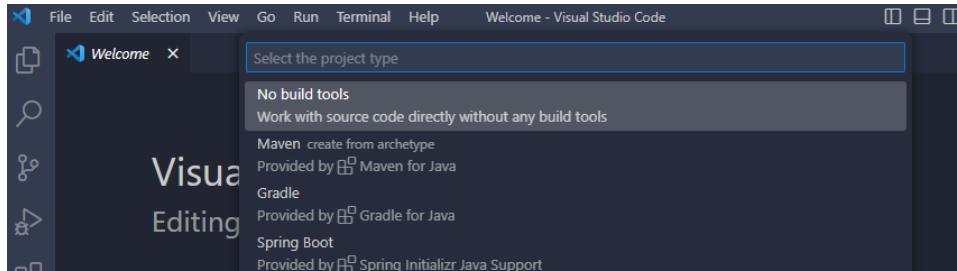 File Edit Selection View Go Run Terminal Help Welcome - Visual Studio Code
Welcome
Select the project type
No build tools
Work with source code directly without any build tools
Maven create from archetype
Provided by Maven for Java
Gradle
Provided by Gradle for Java
Spring Boot
Provided by Spring Initializr Java Support
Visua
Editing